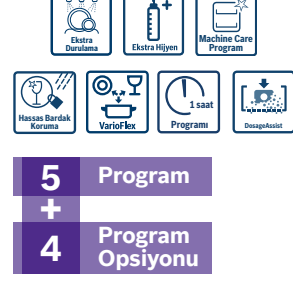 Ekstra
Durulama
Ekstra Hijyen
Machine Care
Program
Hassas Bardak
Koruma
VarioFlex
1 saat
Programı
DosageAssist
5 Program
+
4 Program
Opsiyonu